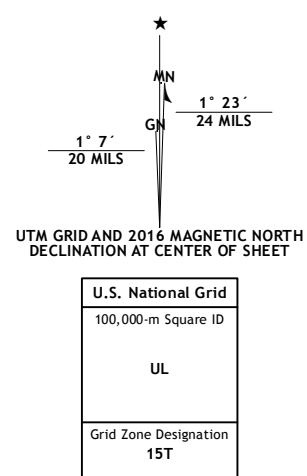 ★
MN
1° 23´
24 MILS
GN
1° 7´
20 MILS
UTM GRID AND 2016 MAGNETIC NORTH
DECLINATION AT CENTER OF SHEET
U.S. National Grid
100,000-m Square ID
UL
Grid Zone Designation
15T